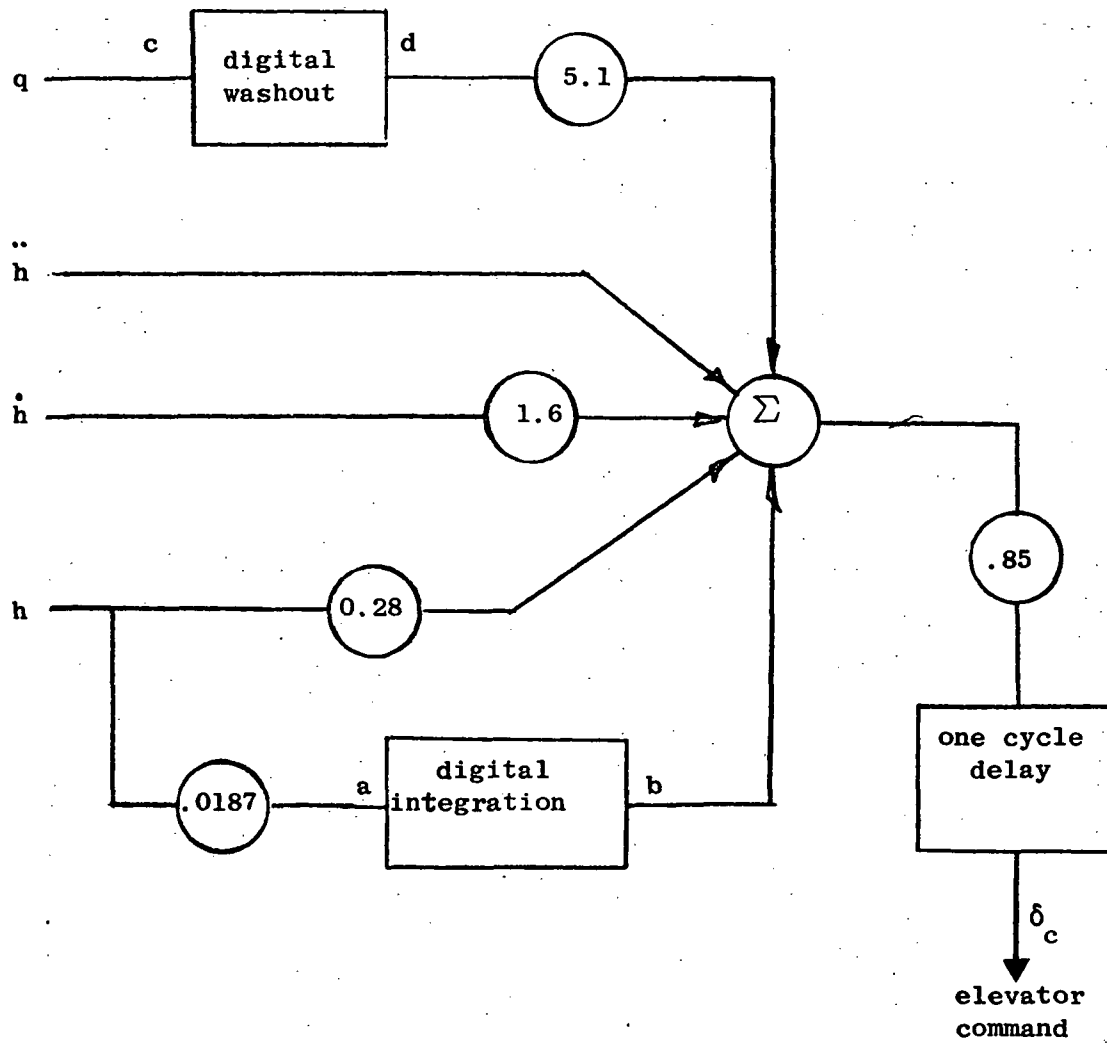 c
d
digital
washout
q
5.1
ḧ
ḣ
1.6
Σ
h
0.28
.85
.0187
a
digital
integration
b
one cycle
delay
δc
elevator
command